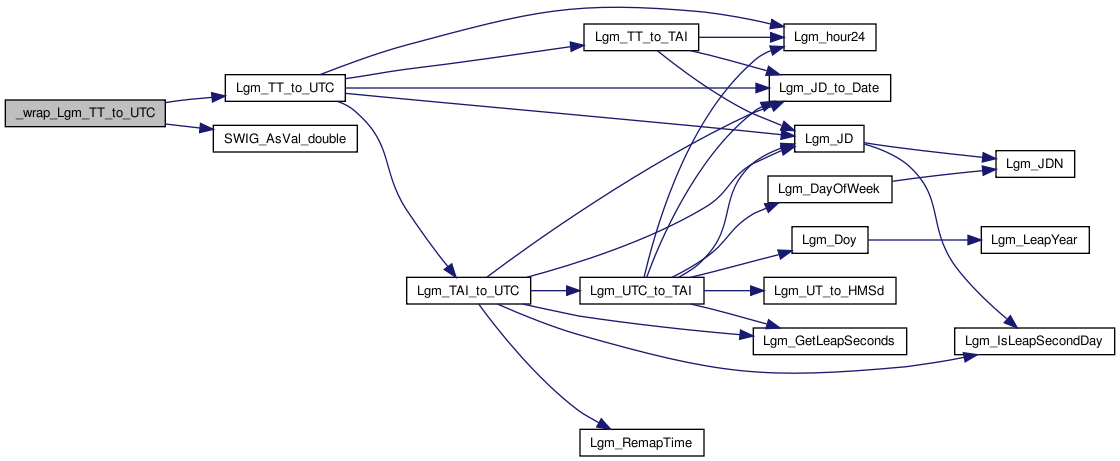 _wrap_Lgm_TT_to_UTC
Lgm_TT_to_UTC
SWIG_AsVal_double
Lgm_TT_to_TAI
Lgm_hour24
Lgm_JD_to_Date
Lgm_JD
Lgm_JDN
Lgm_DayOfWeek
Lgm_Doy
Lgm_LeapYear
Lgm_TAI_to_UTC
Lgm_UTC_to_TAI
Lgm_UT_to_HMSd
Lgm_GetLeapSeconds
Lgm_IsLeapSecondDay
Lgm_RemapTime